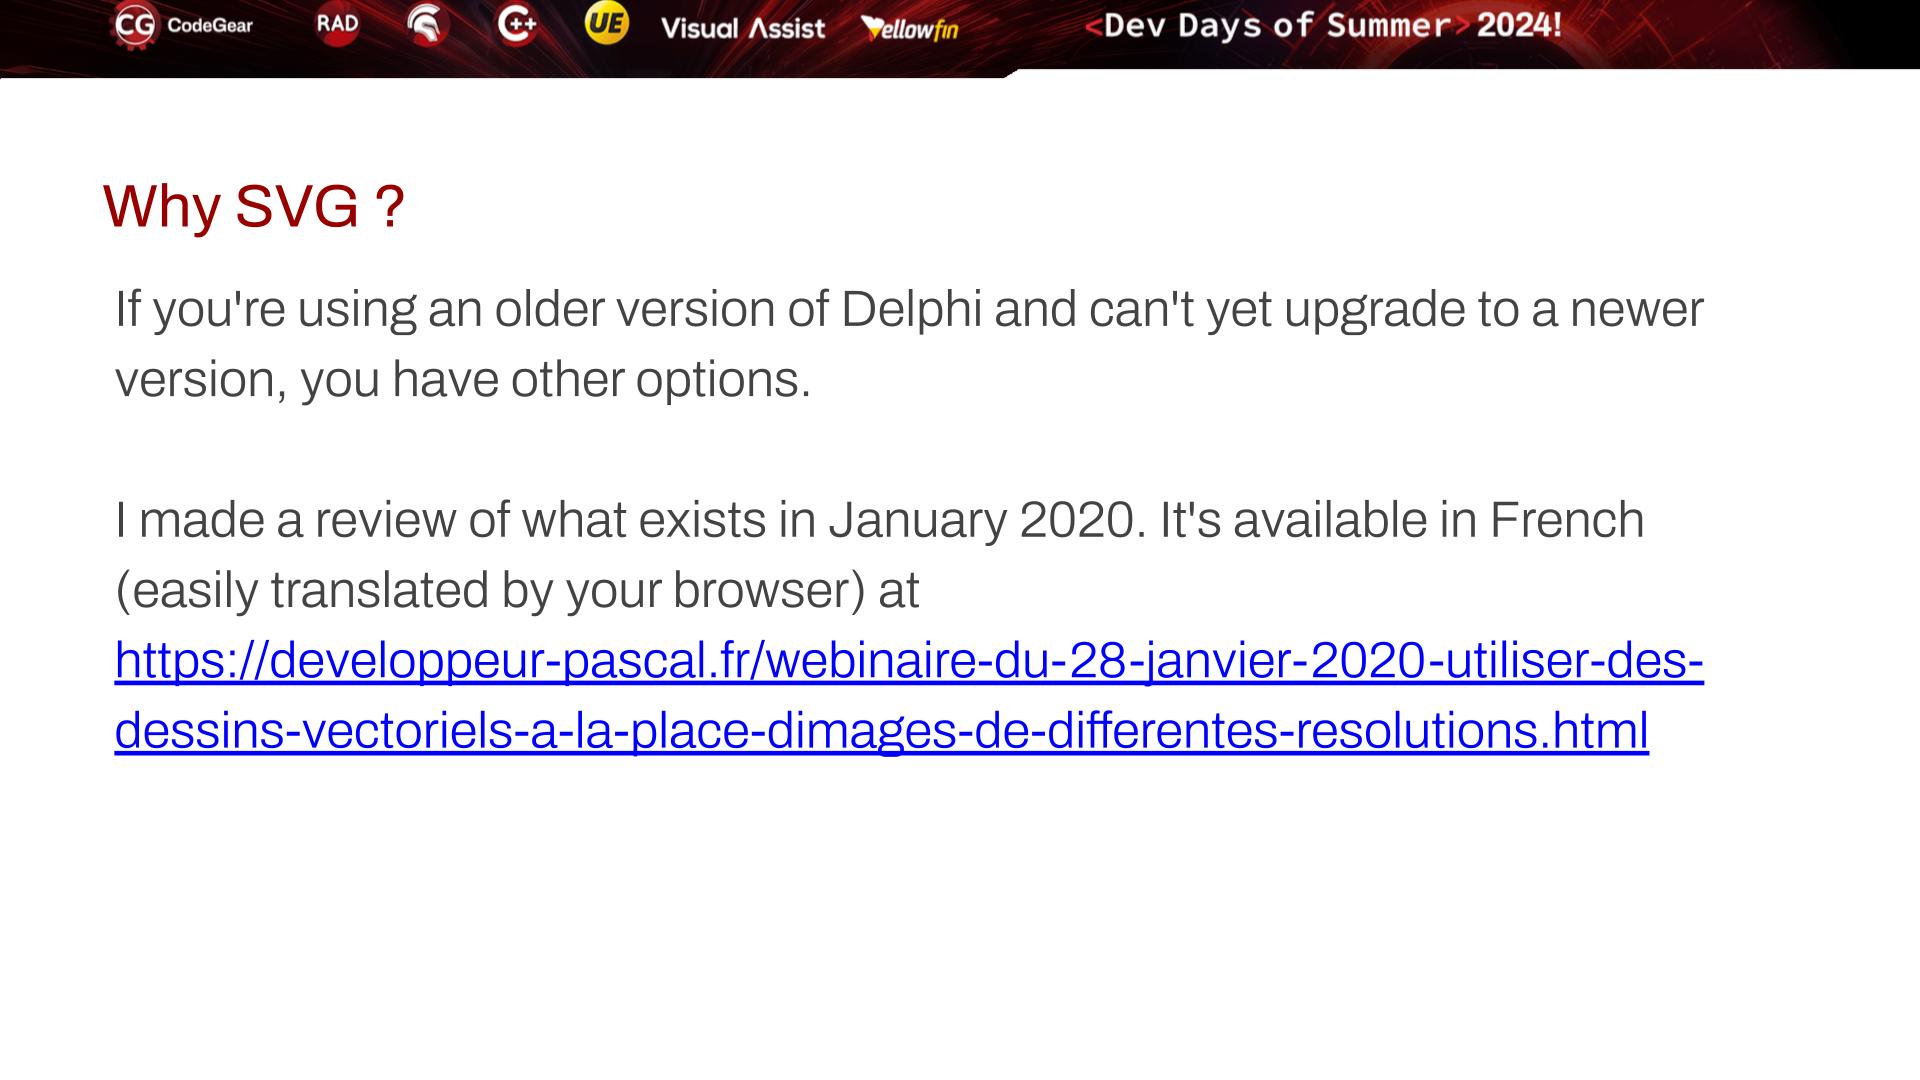 CG CodeGear RAD C++ UE Visual Assist Yellowfin <Dev Days of Summer> 2024!
Why SVG ?
If you're using an older version of Delphi and can't yet upgrade to a newer
version, you have other options.
I made a review of what exists in January 2020. It's available in French
(easily translated by your browser) at
https://developpeur-pascal.fr/webinaire-du-28-janvier-2020-utiliser-des-
dessins-vectoriels-a-la-place-dimages-de-differentes-resolutions.html